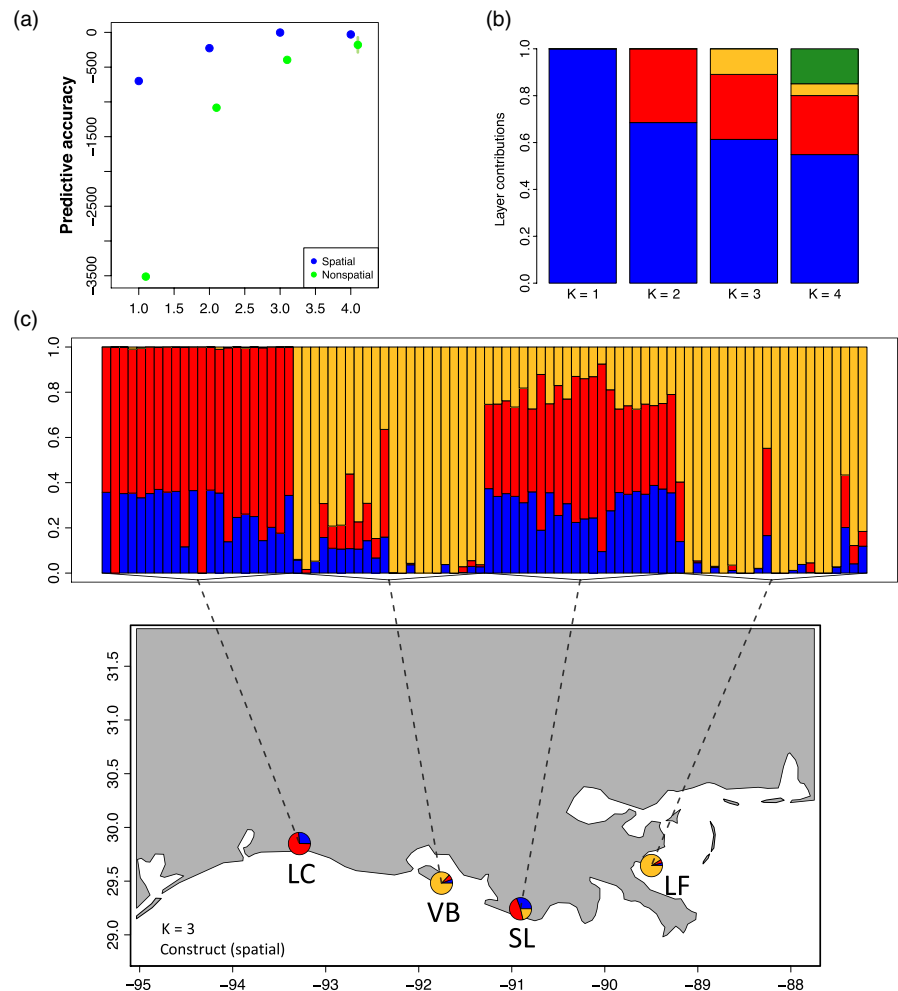 (a)
Predictive accuracy
0
−500
−1500
−2500
−3500
1.0 1.5 2.0 2.5 3.0 3.5 4.0
Spatial
Nonspatial
(b)
Layer contributions
1.0
0.8
0.6
0.4
0.2
0.0
K = 1 K = 2 K = 3 K = 4
(c)
1.0
0.8
0.6
0.4
0.2
0.0
31.5
31.0
30.5
30.0
29.5
29.0
LC
VB
SL
LF
K = 3
Construct (spatial)
−95 −94 −93 −92 −91 −90 −89 −88